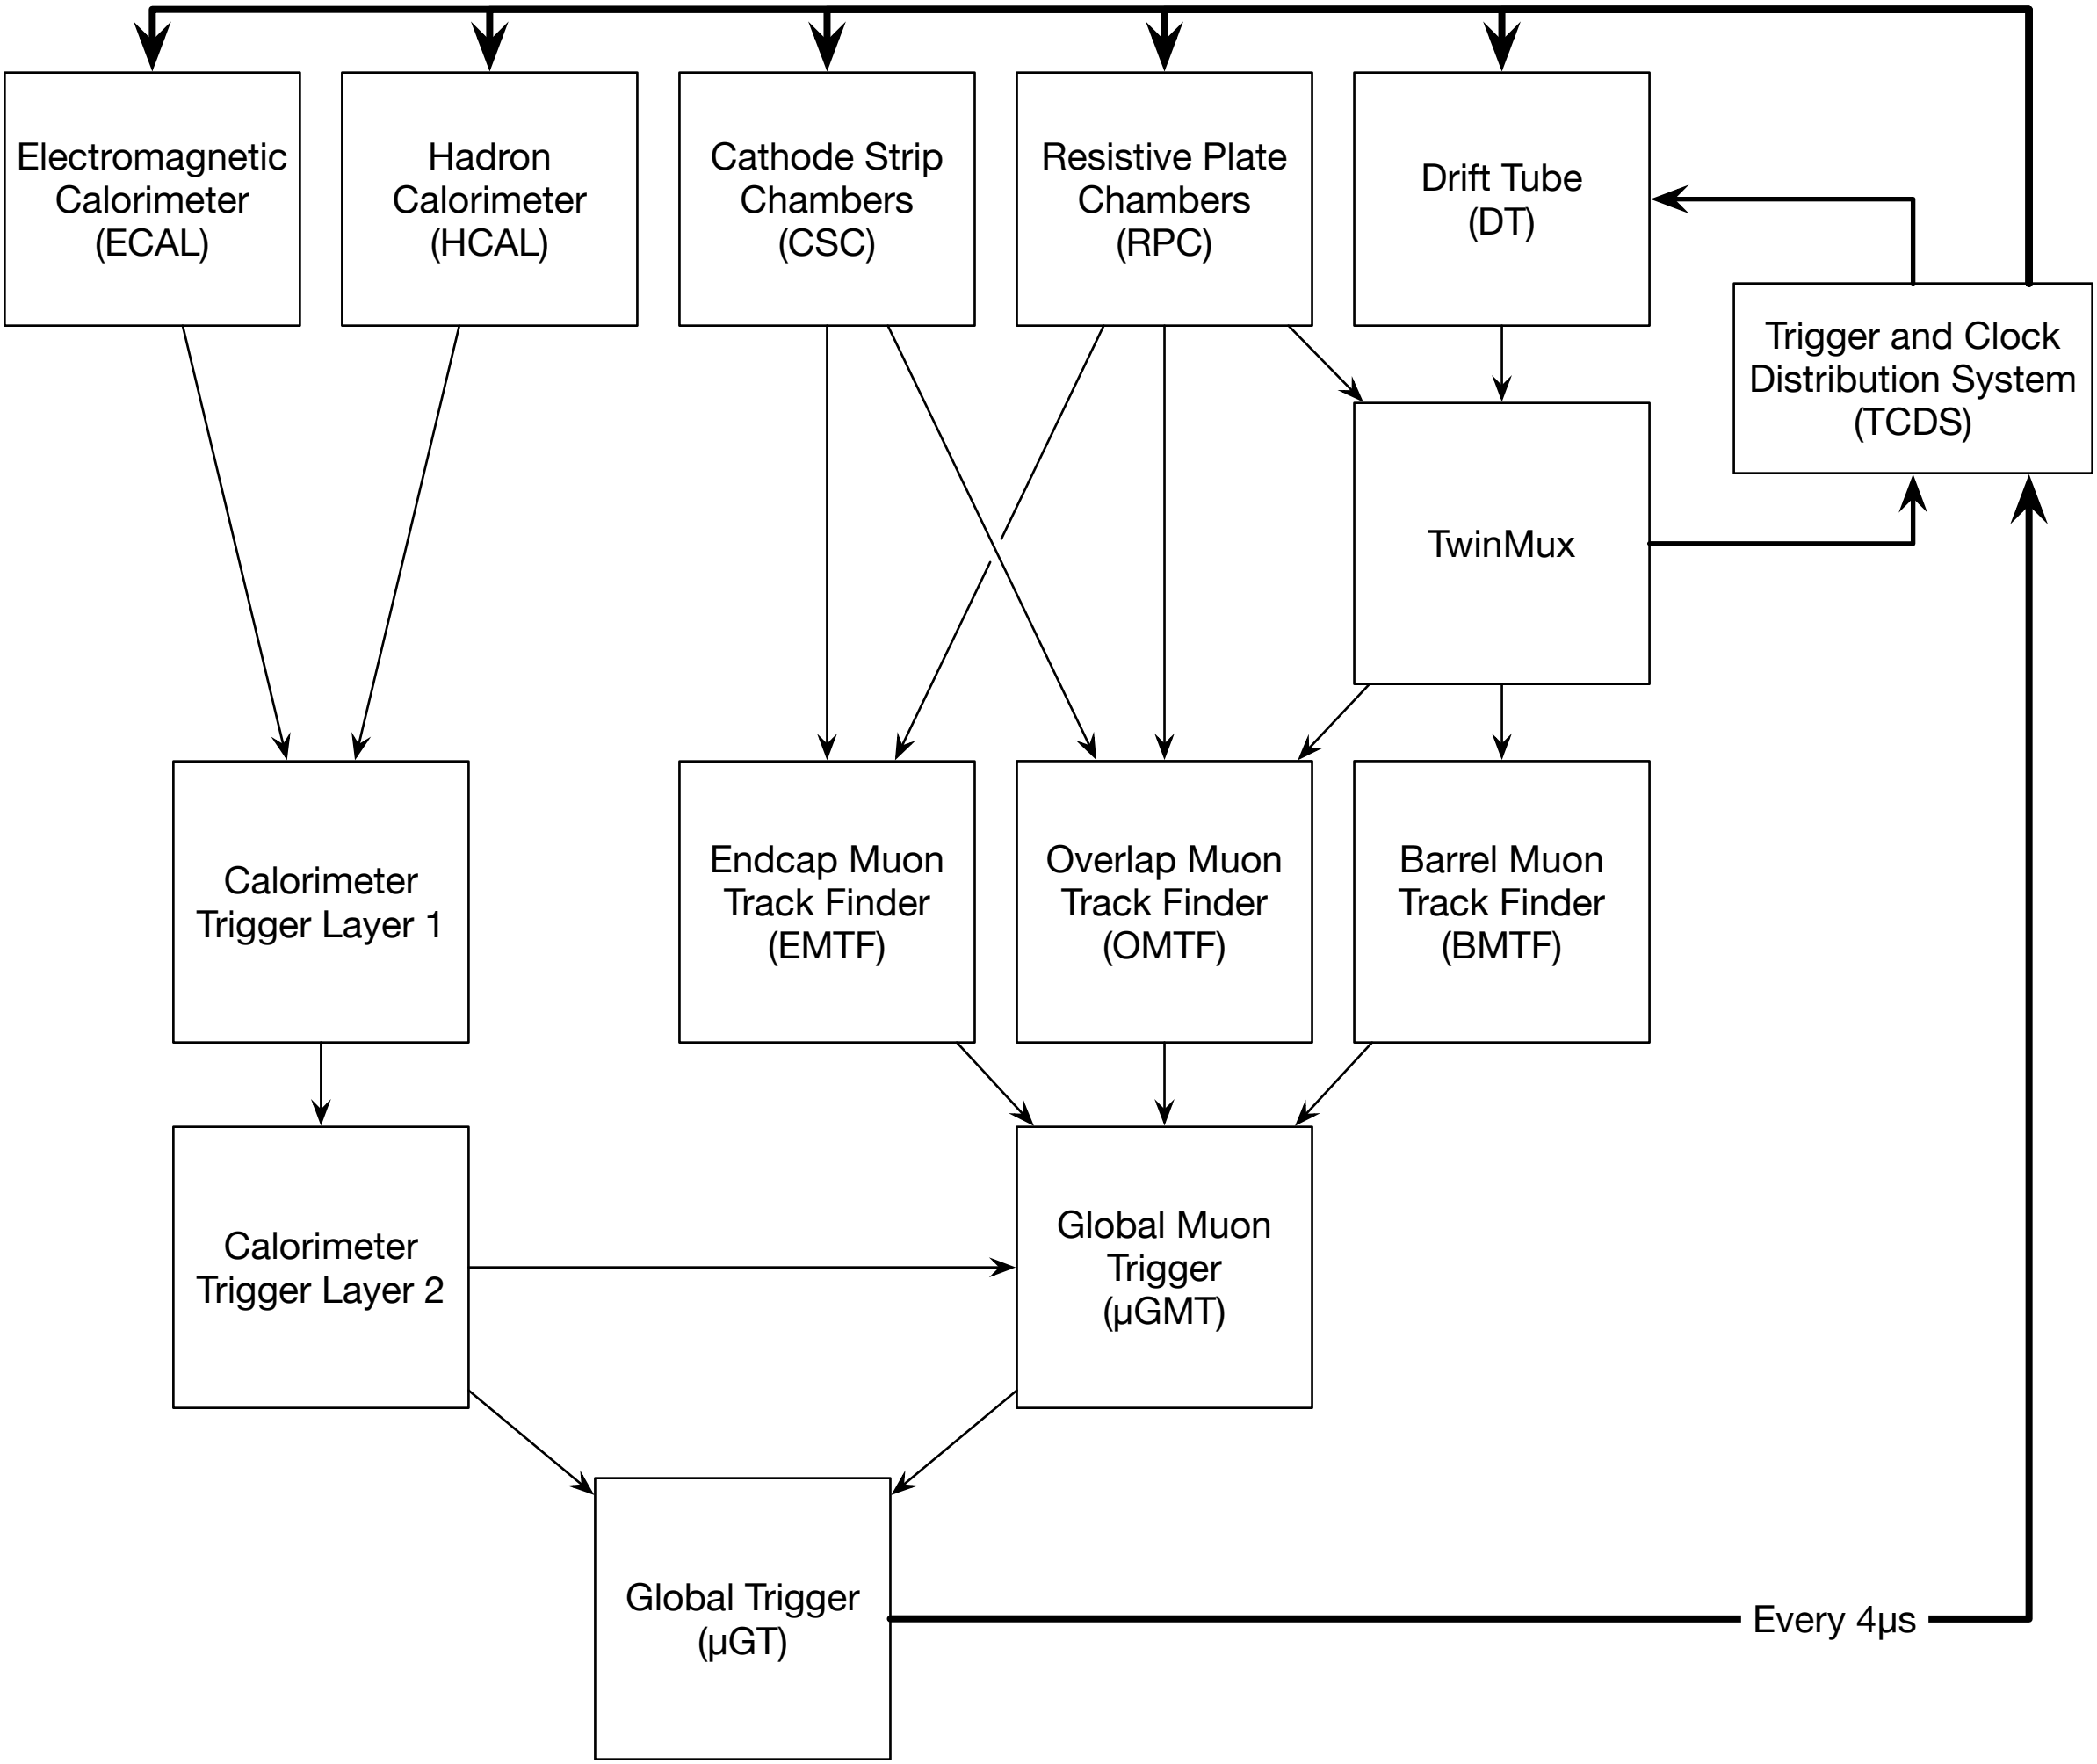 Electromagnetic
Calorimeter
(ECAL)
Hadron
Calorimeter
(HCAL)
Cathode Strip
Chambers
(CSC)
Resistive Plate
Chambers
(RPC)
Drift Tube
(DT)
Trigger and Clock
Distribution System
(TCDS)
TwinMux
Calorimeter
Trigger Layer 1
Endcap Muon
Track Finder
(EMTF)
Overlap Muon
Track Finder
(OMTF)
Barrel Muon
Track Finder
(BMTF)
Calorimeter
Trigger Layer 2
Global Muon
Trigger
(µGMT)
Global Trigger
(µGT)
Every 4µs